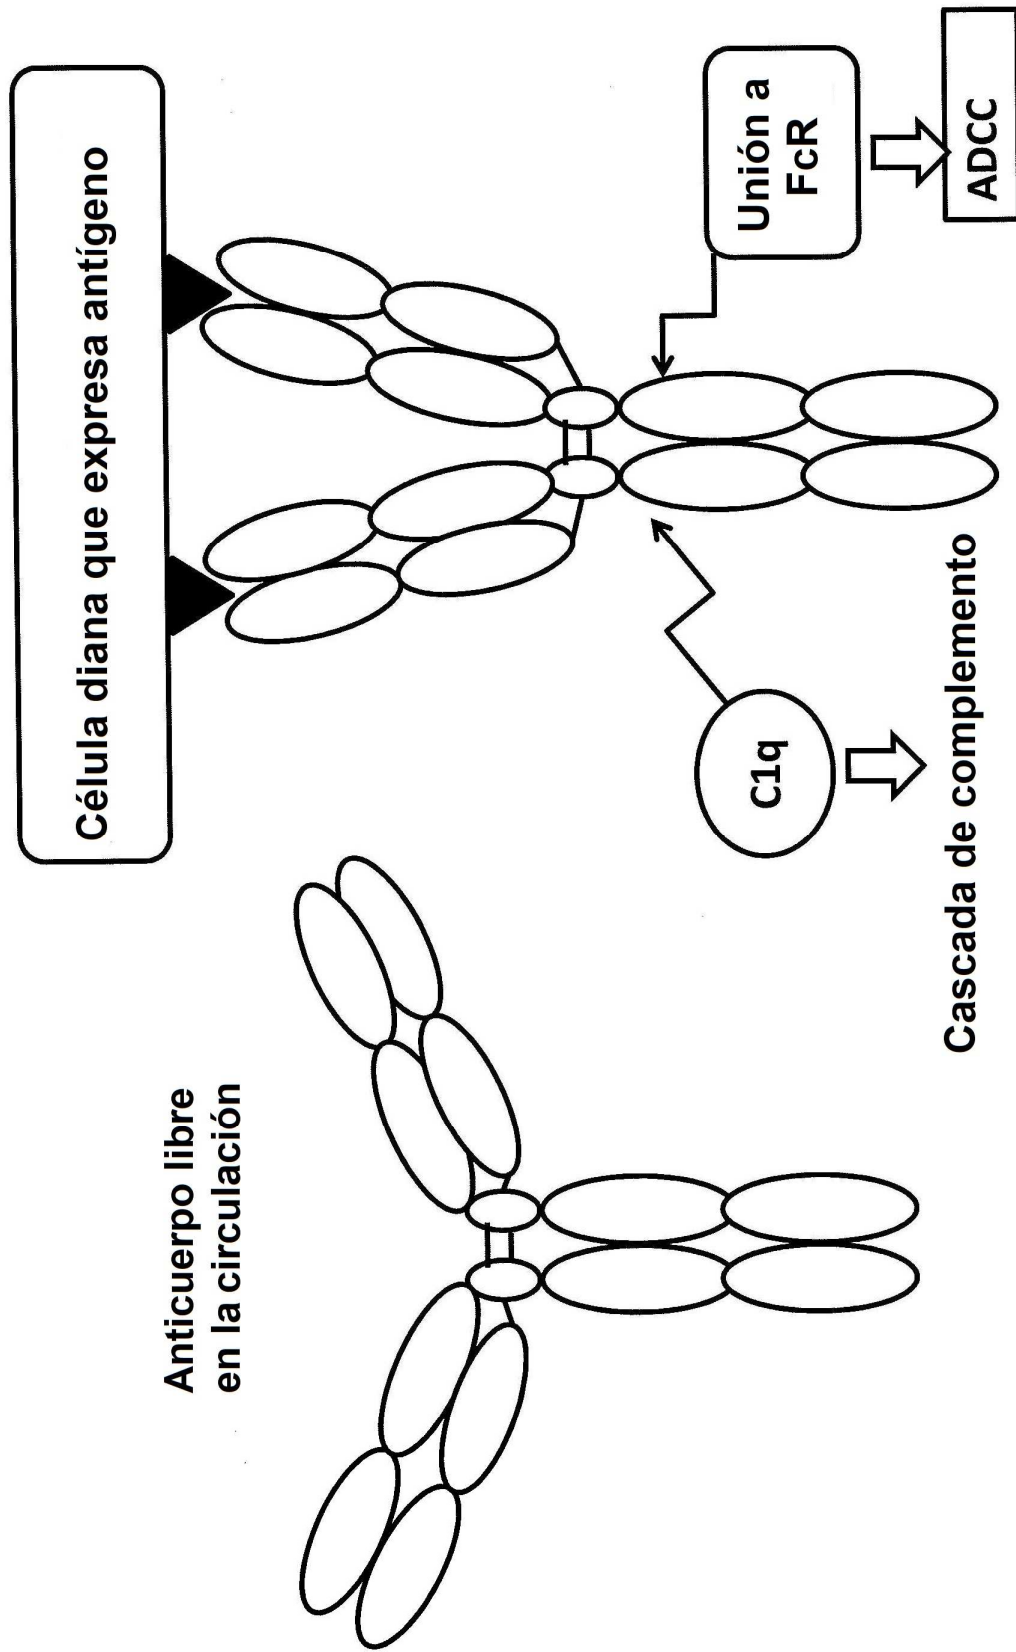 Anticuerpo libre
en la circulación
Célula diana que expresa antígeno
C1q
Cascada de complemento
Unión a
FcR
ADCC